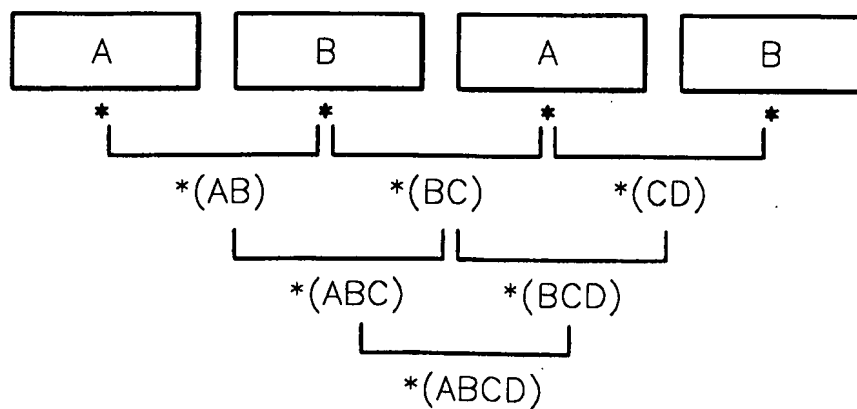 A B A B
* * * *
*(AB) *(BC) *(CD)
*(ABC) *(BCD)
*(ABCD)